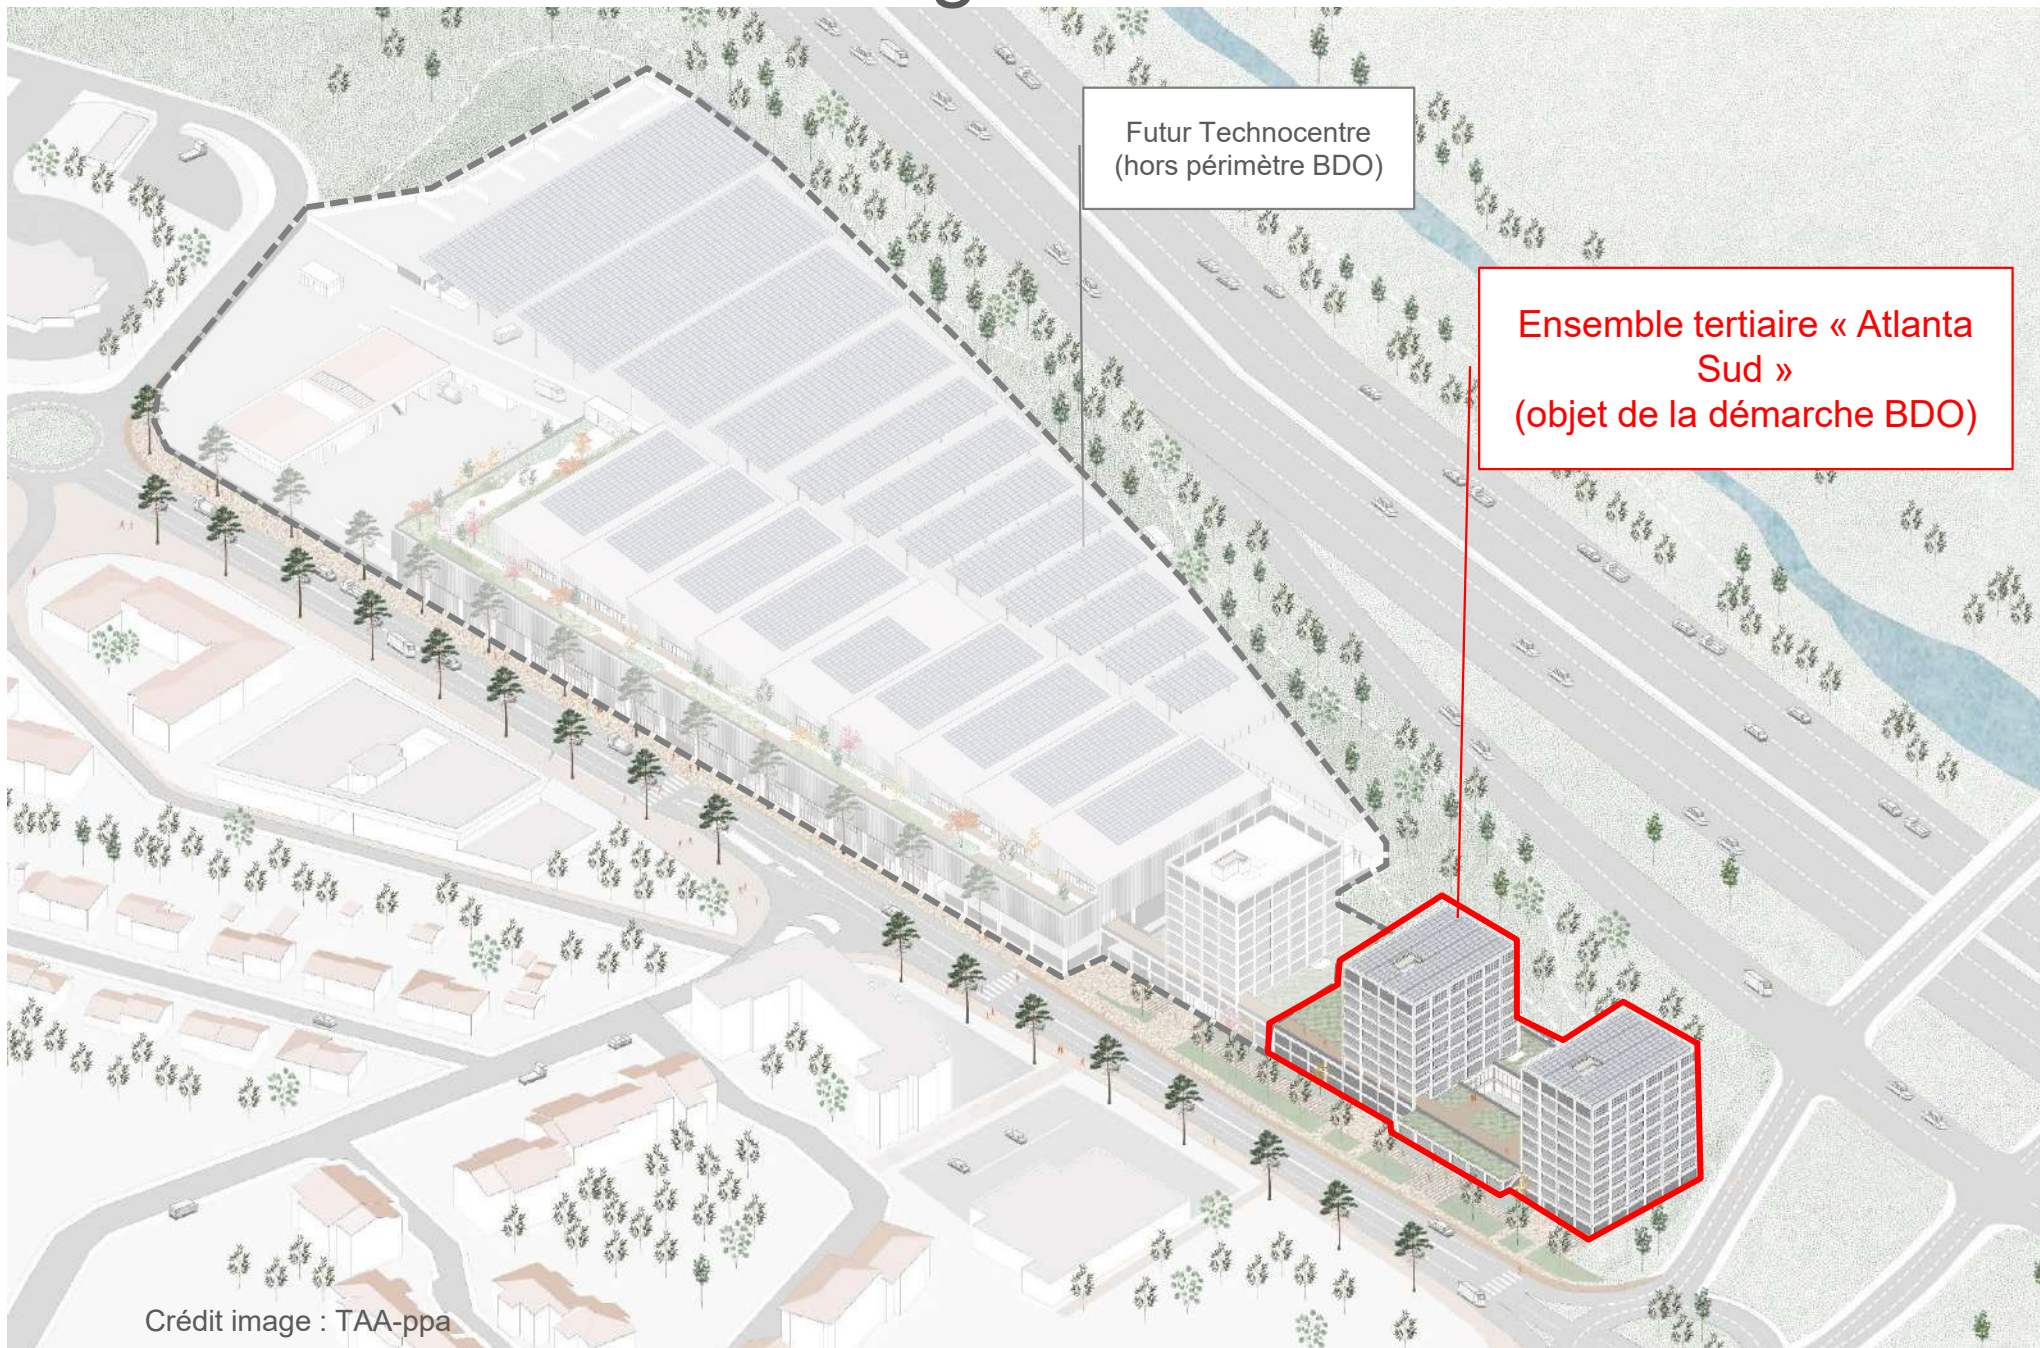 Futur Technocentre
(hors périmètre BDO)
Ensemble tertiaire « Atlanta
Sud »
(objet de la démarche BDO)
Crédit image : TAA-ppa